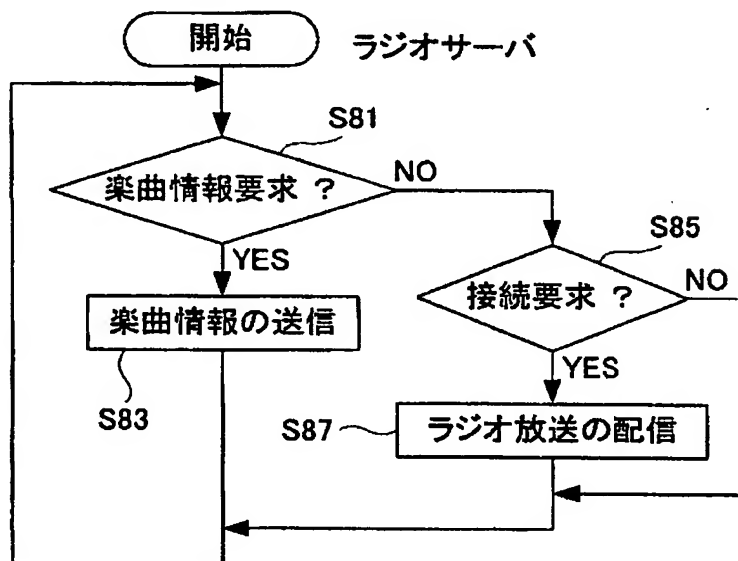 開始
ラジオサーバ
S81
楽曲情報要求 ?
NO
YES
S85
接続要求 ?
NO
YES
楽曲情報の送信
S83
S87
ラジオ放送の配信